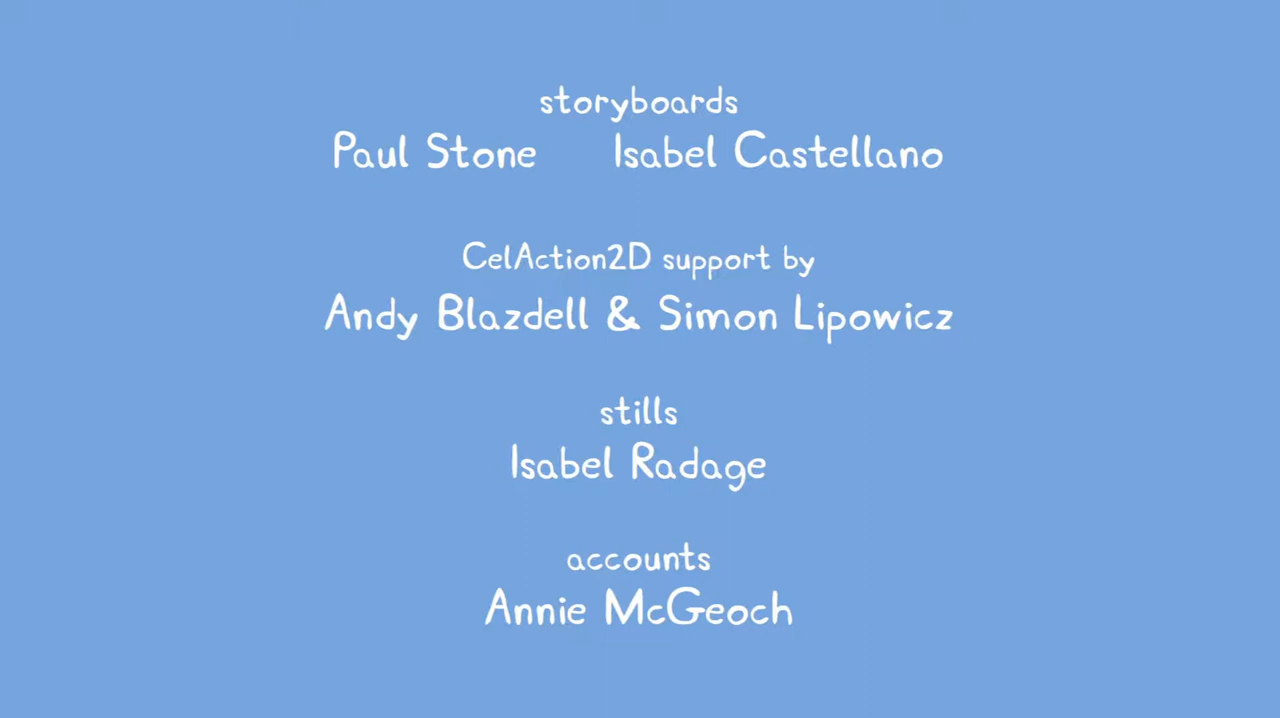 storyboards
Paul Stone Isabel Castellano
CelAction2D support by
Andy Blazdell & Simon Lipowicz
stills
Isabel Radage
accounts
Annie McGeoch